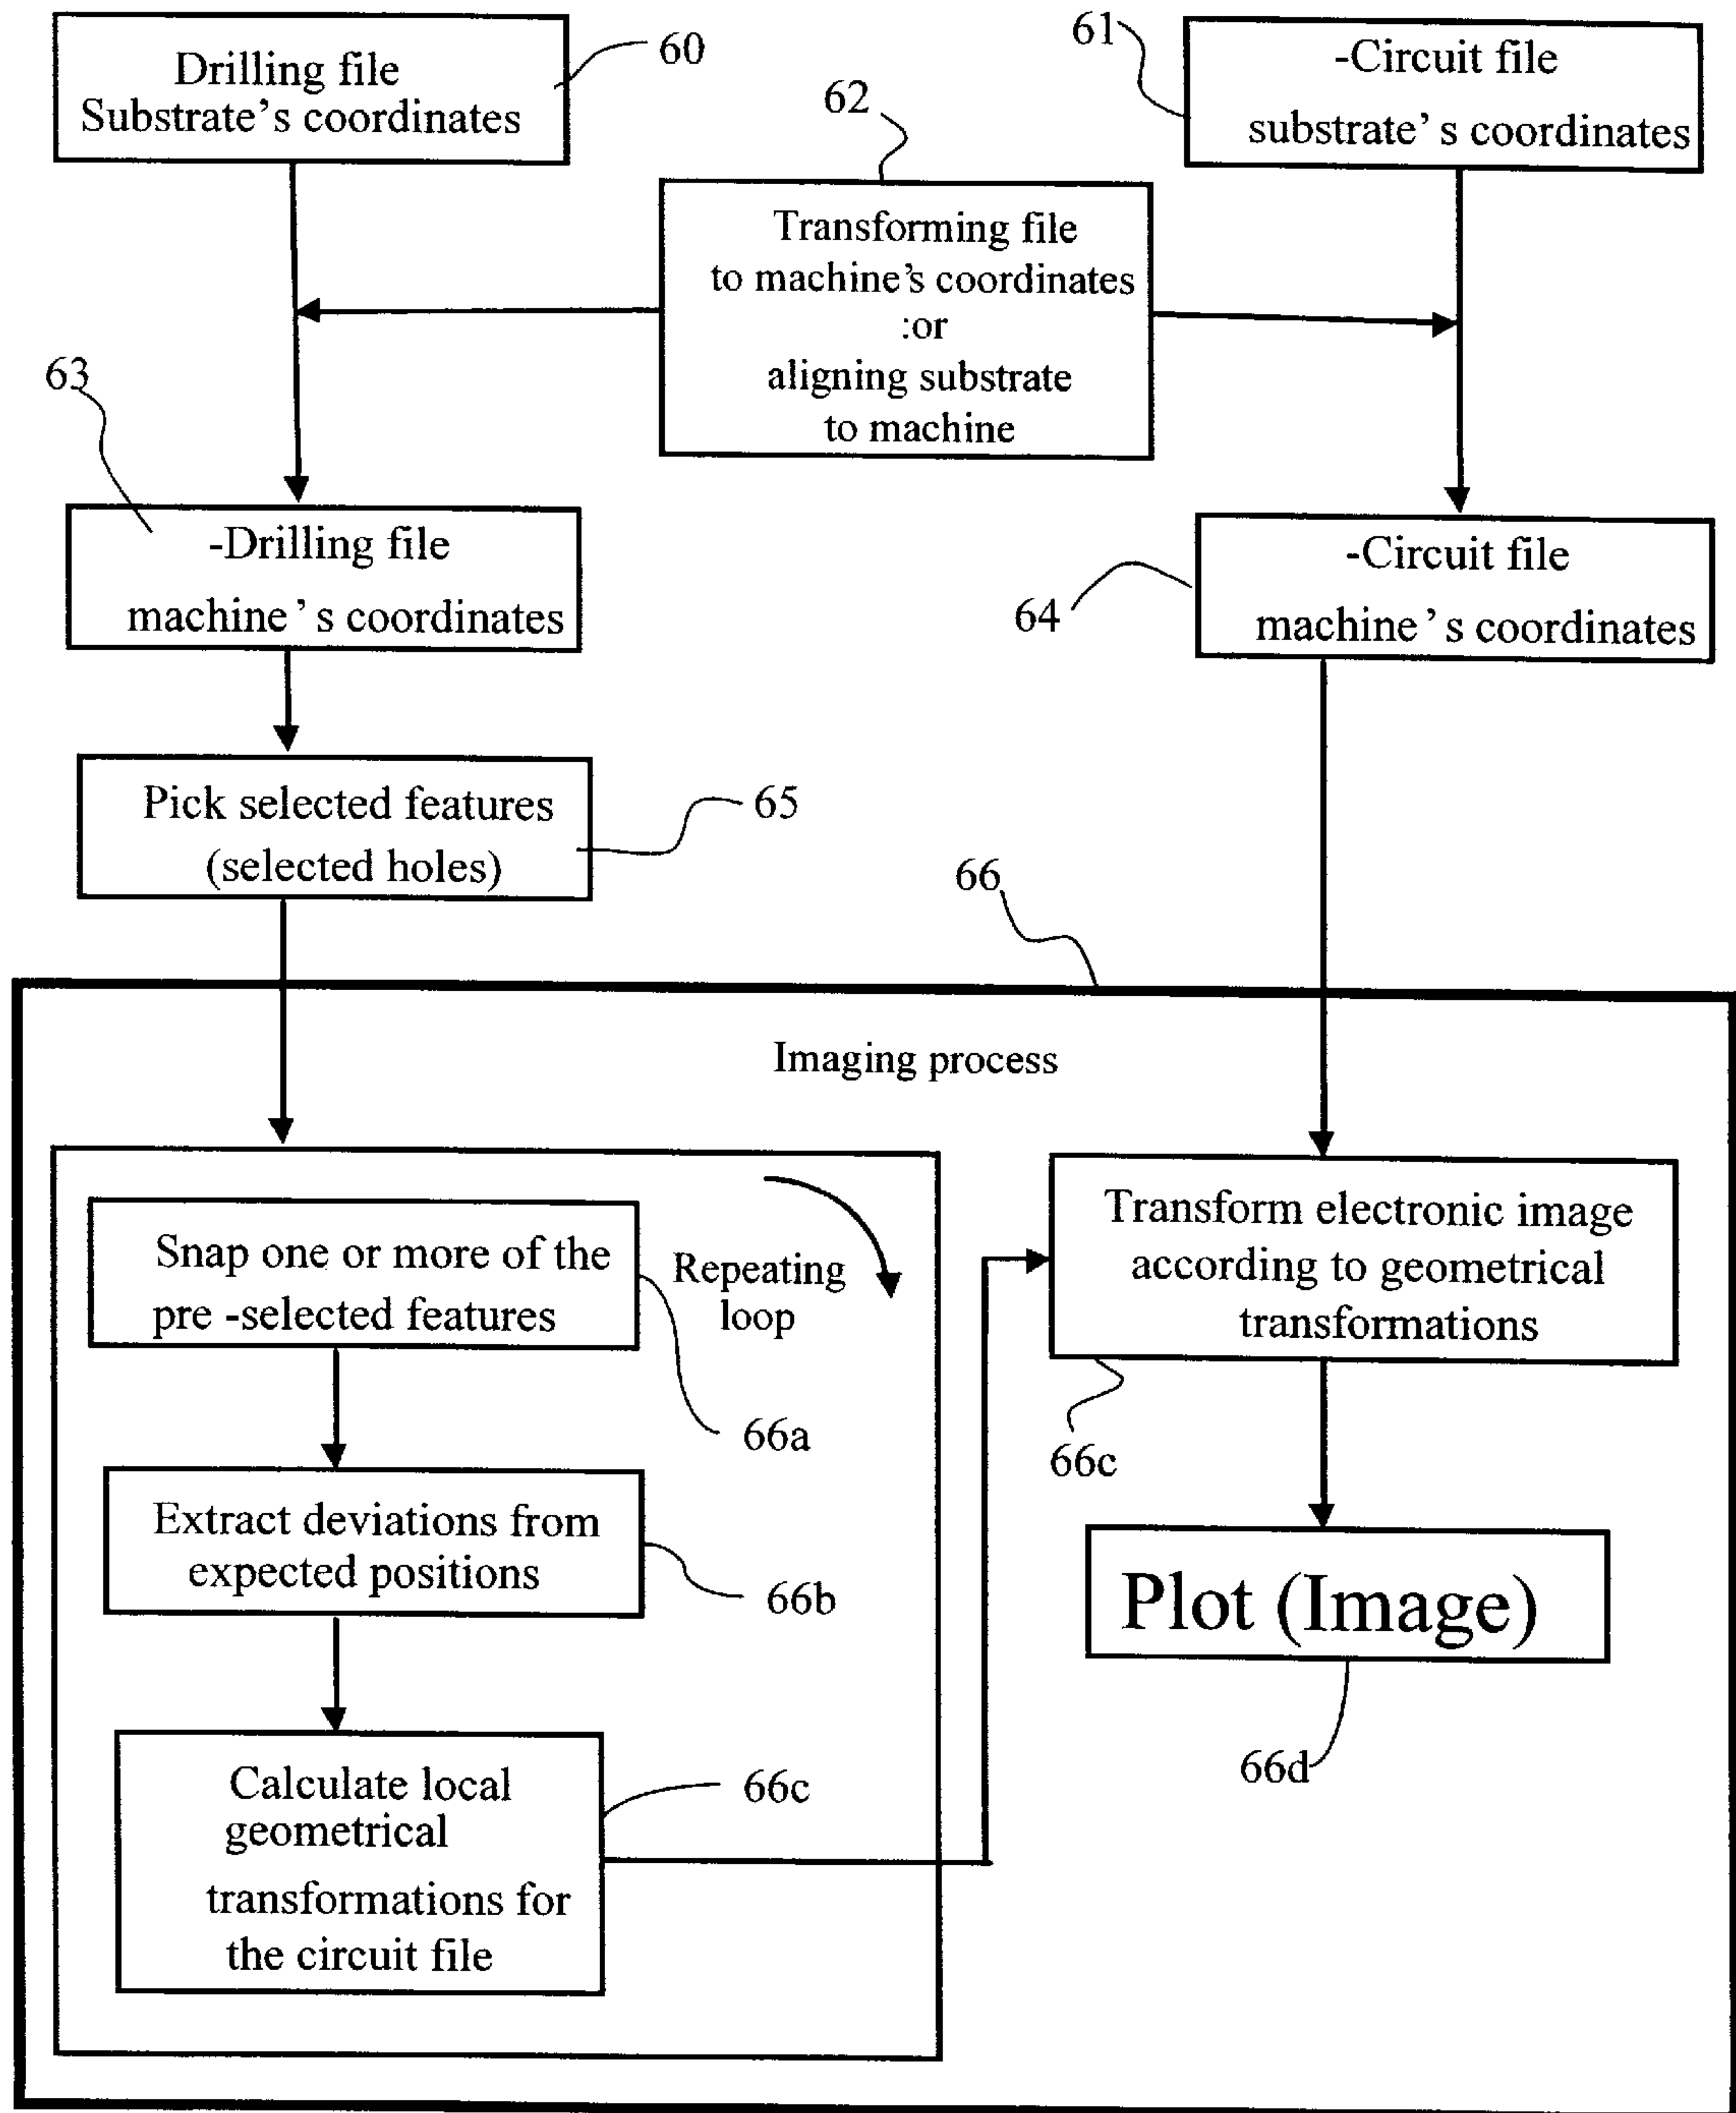 Drilling file
Substrate's coordinates
60
61
-Circuit file
substrate' s coordinates
62
Transforming file
to machine's coordinates
:or
aligning substrate
to machine
63
-Drilling file
machine ' s coordinates
64
-Circuit file
machine ' s coordinates
Pick selected features
(selected holes)
65
66
Imaging process
Snap one or more of the
pre -selected features
Repeating
loop
66a
Extract deviations from
expected positions
66b
Calculate local
geometrical
transformations for
the circuit file
66c
Transform electronic image
according to geometrical
transformations
66c
Plot (Image)
66d